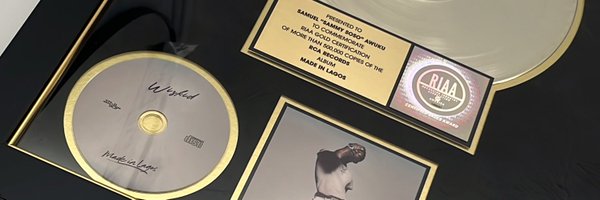 PRESENTED TO
SAMUEL "SAMMY SOSO" AWUKU
TO COMMEMORATE
RIAA GOLD CERTIFICATION
OF MORE THAN 500,000 COPIES OF THE
RCA RECORDS
ALBUM
MADE IN LAGOS
RIAA
Wizkid
Made in Lagos